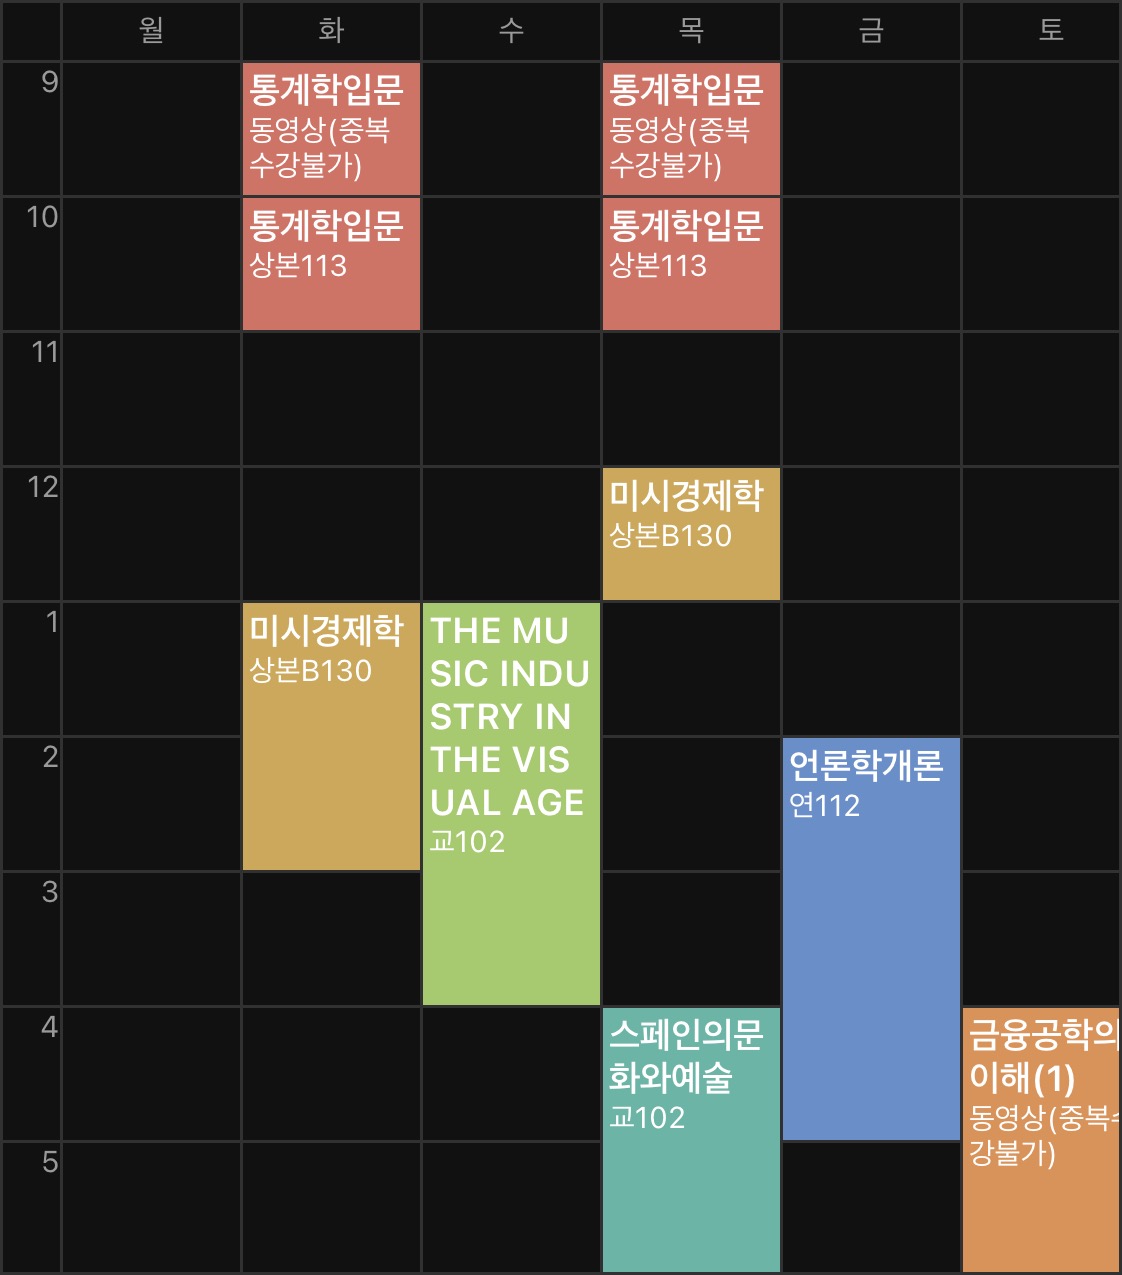 월 화 수 목 금 토
9
통계학입문
동영상(중복
수강불가)
통계학입문
동영상(중복
수강불가)
10
통계학입문
상본113
통계학입문
상본113
11
12
미시경제학
상본B130
1
미시경제학
상본B130
THE MU
SIC INDU
STRY IN
THE VIS
UAL AGE
교102
2
언론학개론
연112
3
4
스페인의문
화와예술
교102
금융공학의
이해(1)
동영상(중복수
강불가)
5